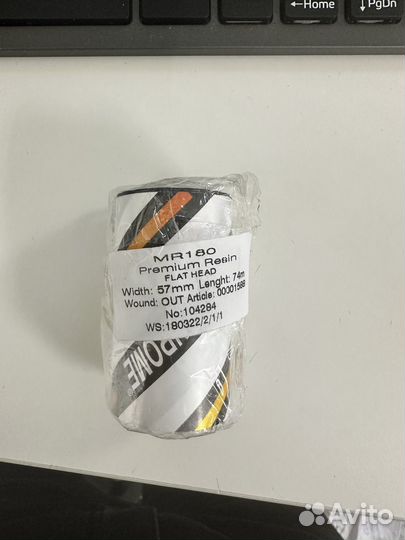 ←Home
↓PgDn
MR180
Premium Resin
FLAT HEAD
Width: 57mm Lenght: 74m
Wound: OUT Article: 00001588
No:104284
WS:180322/2/1/1
Avito